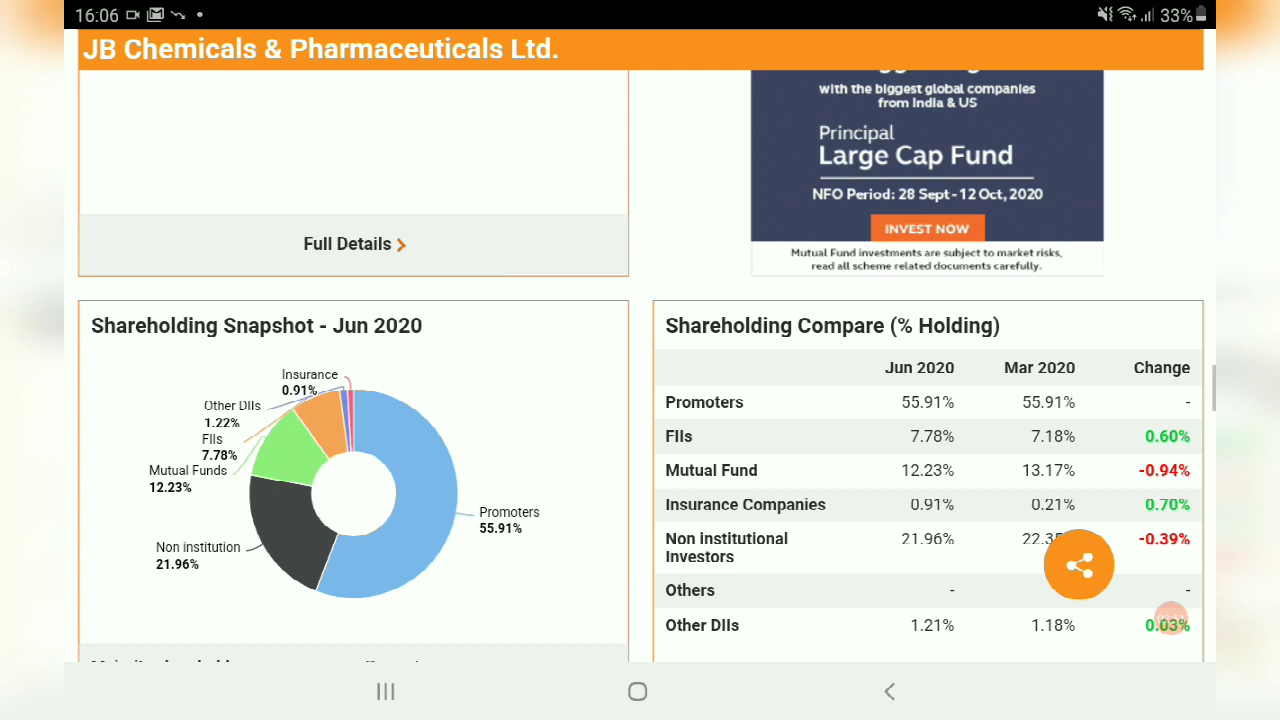 16:06
33%
JB Chemicals & Pharmaceuticals Ltd.
with the biggest global companies
from India & US
Principal
Large Cap Fund
NFO Period: 28 Sept - 12 Oct, 2020
INVEST NOW
Mutual Fund investments are subject to market risks,
read all scheme related documents carefully.
Full Details
Shareholding Snapshot - Jun 2020
Insurance
0.91%
Other DIIs
1.22%
FIIs
7.78%
Mutual Funds
12.23%
Promoters
55.91%
Non institution
21.96%
Shareholding Compare (% Holding)
Jun 2020 Mar 2020 Change
Promoters 55.91% 55.91% -
FIIs 7.78% 7.18% 0.60%
Mutual Fund 12.23% 13.17% -0.94%
Insurance Companies 0.91% 0.21% 0.70%
Non institutional 21.96% -0.39%
Investors
Others - -
Other DIIs 1.21% 1.18% 0.03%